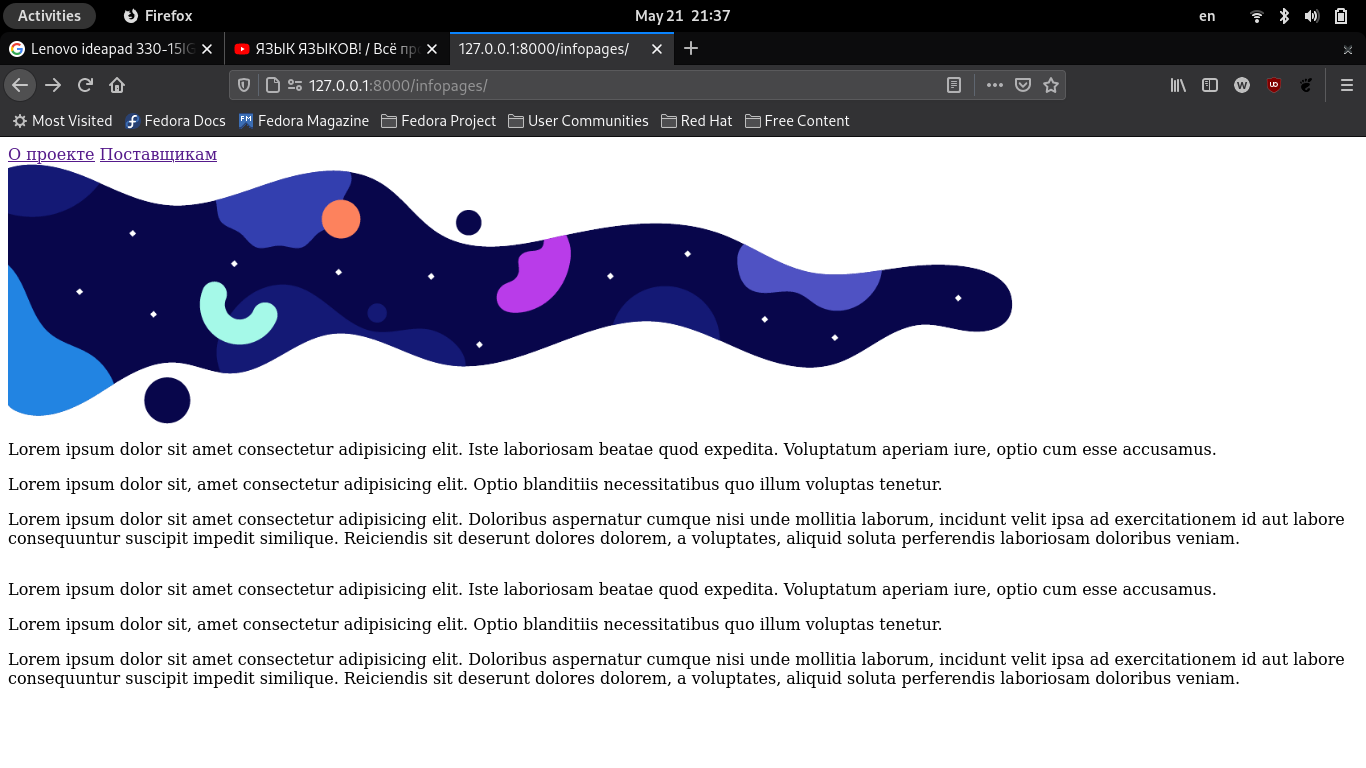 Activities Firefox May 21 21:37 en
Lenovo ideapad 330-15IG ЯЗЫК ЯЗЫКОВ! / Всё пр 127.0.0.1:8000/infopages/
127.0.0.1:8000/infopages/
Most Visited Fedora Docs Fedora Magazine Fedora Project User Communities Red Hat Free Content
О проекте Поставщикам
Lorem ipsum dolor sit amet consectetur adipisicing elit. Iste laboriosam beatae quod expedita. Voluptatum aperiam iure, optio cum esse accusamus.
Lorem ipsum dolor sit, amet consectetur adipisicing elit. Optio blanditiis necessitatibus quo illum voluptas tenetur.
Lorem ipsum dolor sit amet consectetur adipisicing elit. Doloribus aspernatur cumque nisi unde mollitia laborum, incidunt velit ipsa ad exercitationem id aut labore
consequuntur suscipit impedit similique. Reiciendis sit deserunt dolores dolorem, a voluptates, aliquid soluta perferendis laboriosam doloribus veniam.
Lorem ipsum dolor sit amet consectetur adipisicing elit. Iste laboriosam beatae quod expedita. Voluptatum aperiam iure, optio cum esse accusamus.
Lorem ipsum dolor sit, amet consectetur adipisicing elit. Optio blanditiis necessitatibus quo illum voluptas tenetur.
Lorem ipsum dolor sit amet consectetur adipisicing elit. Doloribus aspernatur cumque nisi unde mollitia laborum, incidunt velit ipsa ad exercitationem id aut labore
consequuntur suscipit impedit similique. Reiciendis sit deserunt dolores dolorem, a voluptates, aliquid soluta perferendis laboriosam doloribus veniam.